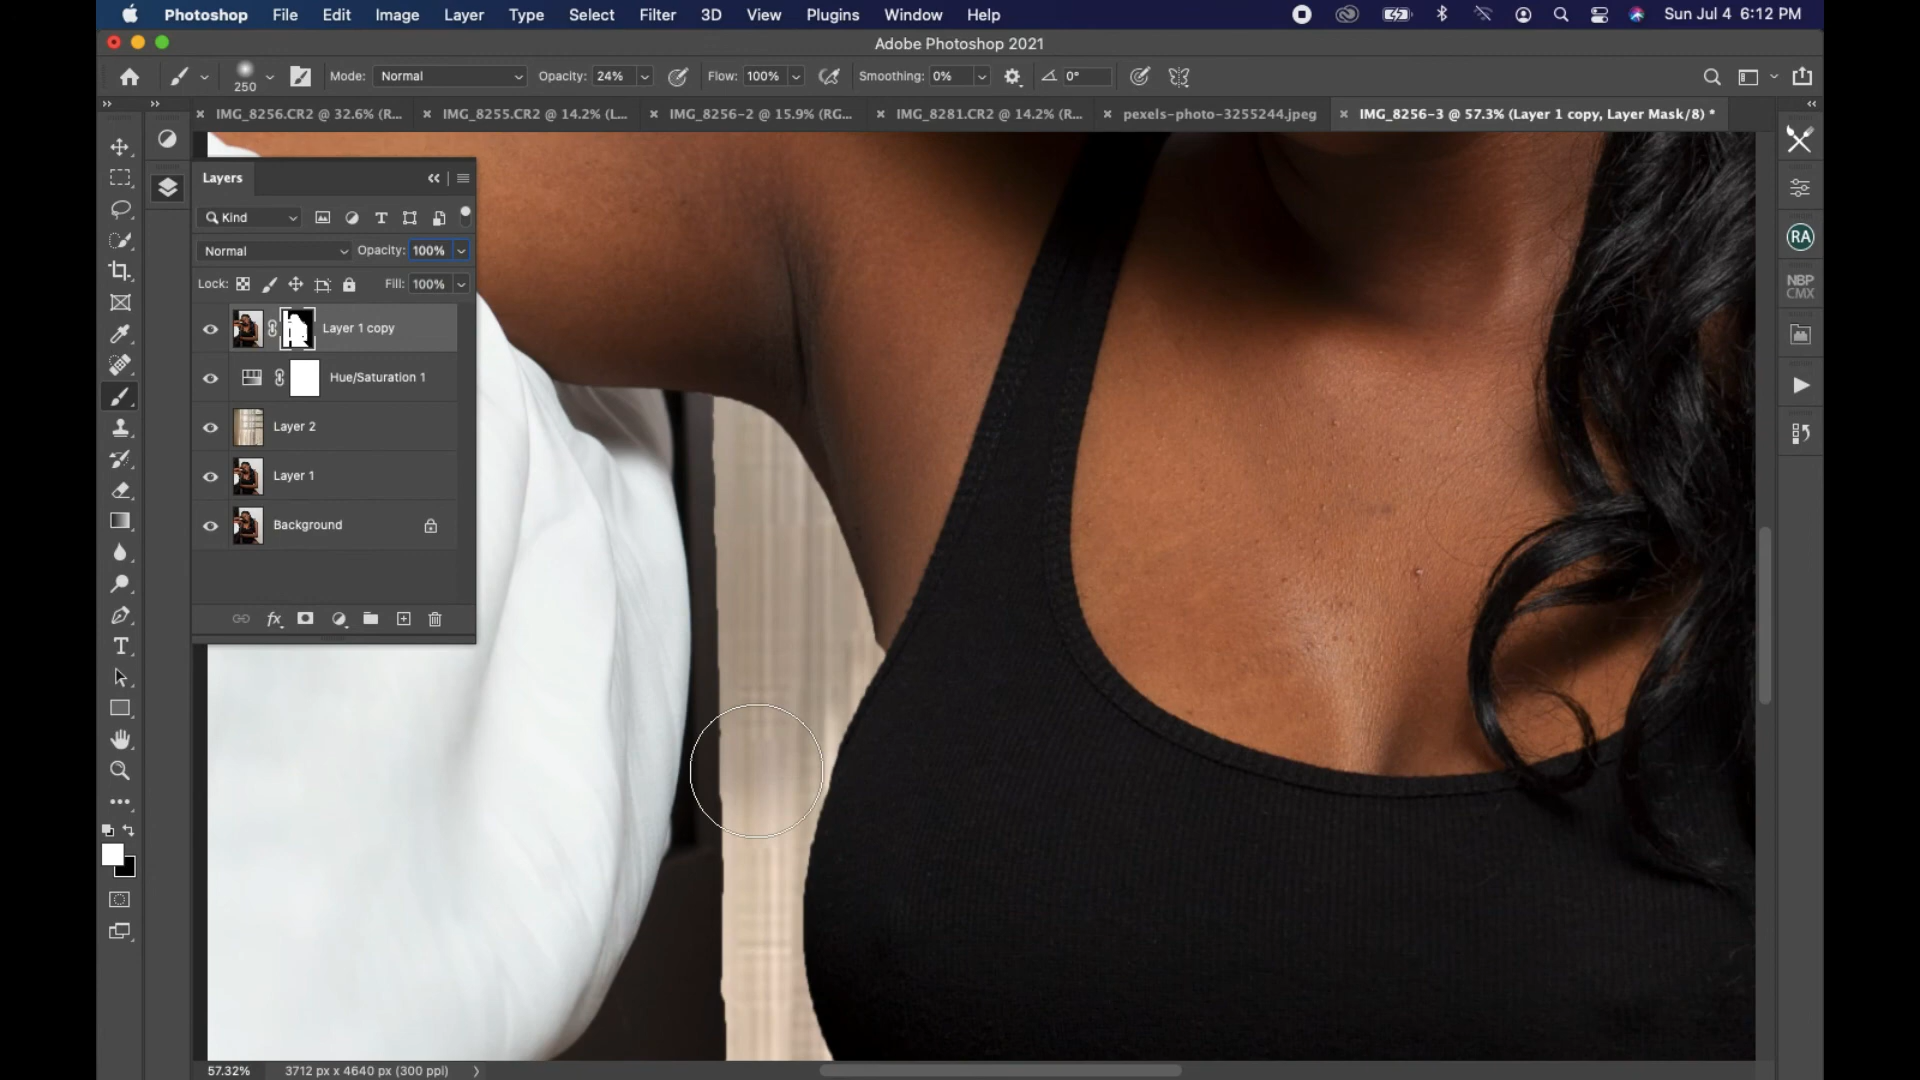 Photoshop File Edit Image Layer Type Select Filter 3D View Plugins Window Help Sun Jul 4 6:12 PM
Adobe Photoshop 2021
250 Mode: Normal Opacity: 24% Flow: 100% Smoothing: 0% 0°
IMG_8256.CR2 @ 32.6% (R... IMG_8255.CR2 @ 14.2% (L... IMG_8256-2 @ 15.9% (RG... IMG_8281.CR2 @ 14.2% (R... pexels-photo-3255244.jpeg IMG_8256-3 @ 57.3% (Layer 1 copy, Layer Mask/8) *
Layers
Kind
Normal Opacity: 100%
Lock: Fill: 100%
Layer 1 copy
Hue/Saturation 1
Layer 2
Layer 1
Background
fx
RA
NBP
CMX
57.32% 3712 px x 4640 px (300 ppi)